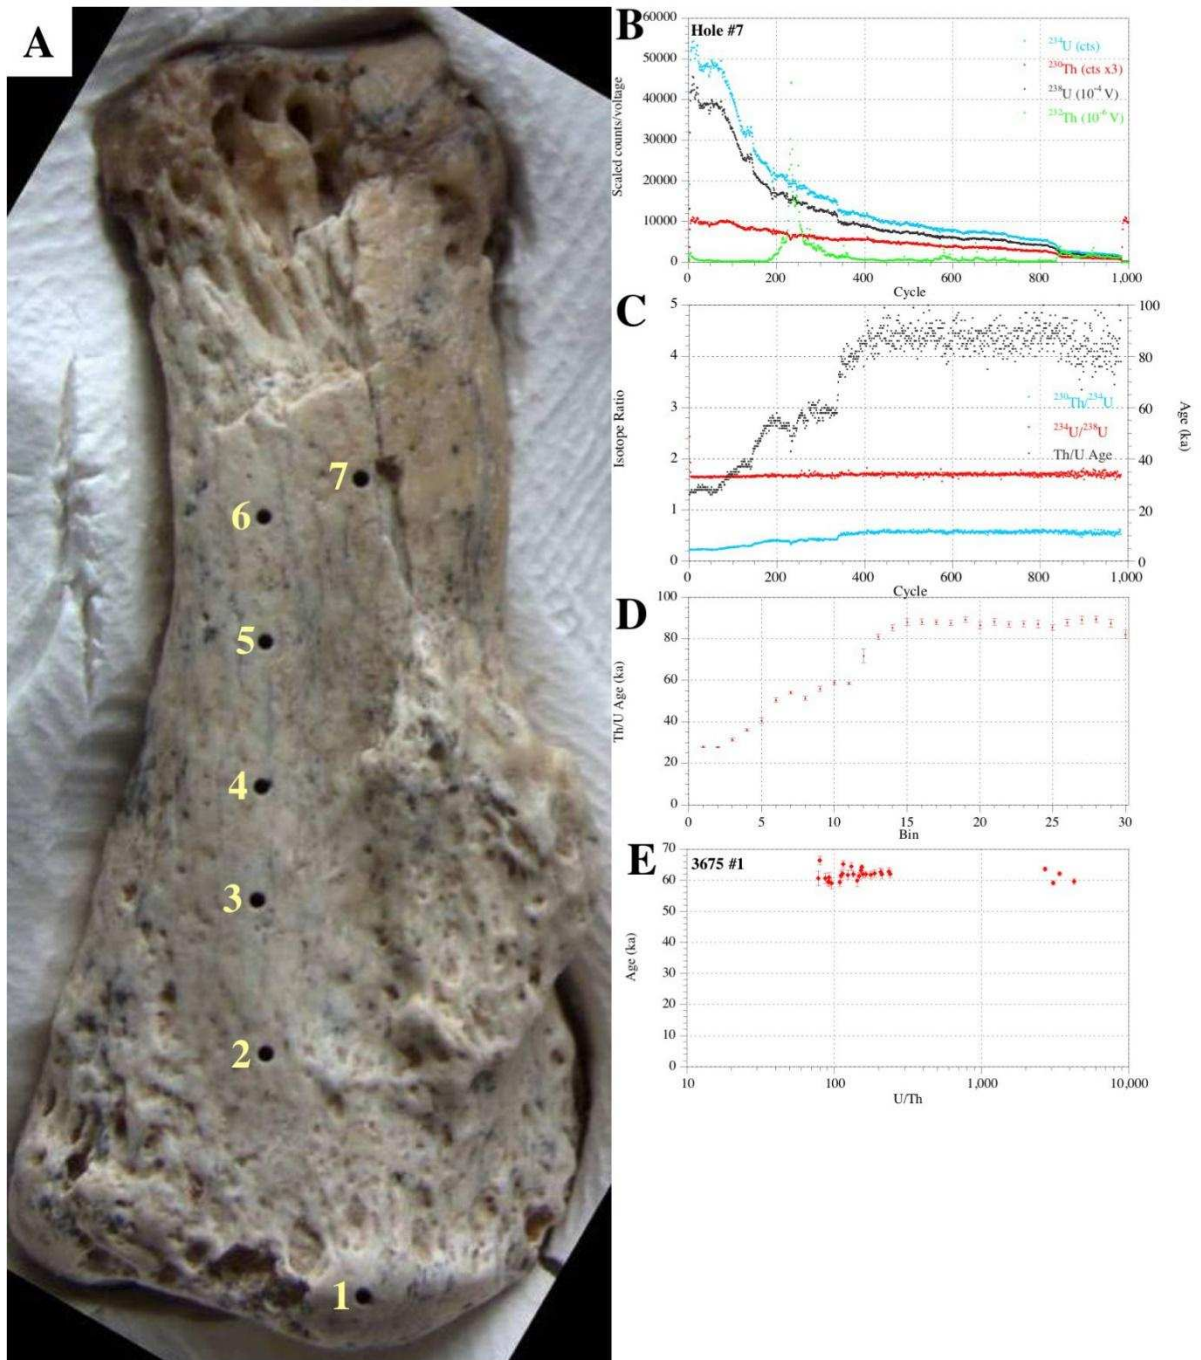 A
7
6
5
4
3
2
1
B
Hole #7
60000
50000
40000
30000
20000
10000
0
Scaled counts/voltage
²³⁴U (cts)
²³⁰Th (cts x3)
²³⁸U (10⁻⁴ V)
²³²Th (10⁻⁶ V)
0 200 400 600 800 1,000
Cycle
C
5
4
3
2
1
0
Isotope Ratio
100
80
60
40
20
0
Age (ka)
²³⁰Th/²³⁴U
²³⁴U/²³⁸U
Th/U Age
0 200 400 600 800 1,000
Cycle
D
100
80
60
40
20
0
Th/U Age (ka)
0 5 10 15 20 25 30
Bin
E
3675 #1
70
60
50
40
30
20
10
0
Age (ka)
10 100 1,000 10,000
U/Th